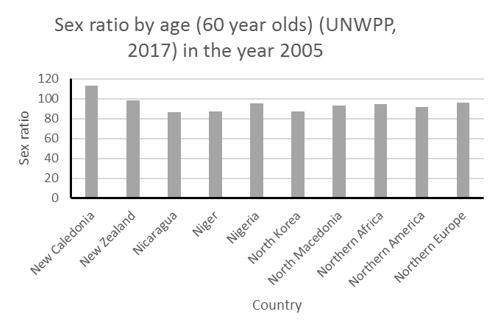 Sex ratio by age (60 year olds) (UNWPP,
2017) in the year 2005
120
100
80
60
40
20
0
Sex ratio
New Caledonia
New Zealand
Nicaragua
Niger
Nigeria
North Korea
North Macedonia
Northern Africa
Northern America
Northern Europe
Country